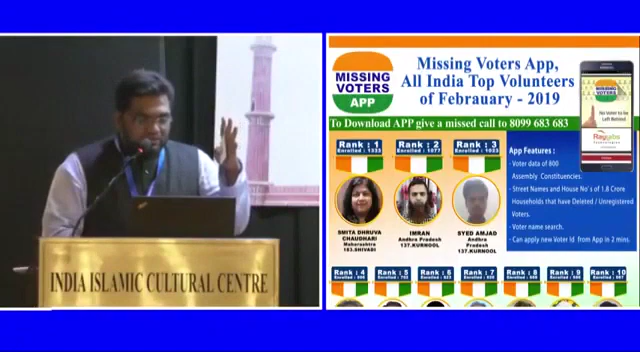 INDIA ISLAMIC CULTURAL CENTRE
Missing Voters App,
All India Top Volunteers
of Febrauary - 2019
MISSING
VOTERS
APP
To Download APP give a missed call to 8099 683 683
Rank : 1
Rank : 2
Rank : 3
SMITA DHRUVA
CHAUDHARI
Maharashtra
IMRAN
Andhra Pradesh
137.KURNOOL
SYED AMJAD
Andhra
Pradesh
137.KURNOOL
App Features :
- Voter data of 800
Assembly Constituencies.
- Street Names and House No`s of 1.8 Crore
Households that have Deleted / Unregistered
Voters.
- Voter name search.
- Can apply new Voter Id from App in 2 mins.
Rank : 4
Rank : 5
Rank : 6
Rank : 7
Rank : 8
Rank : 9
Rank : 10